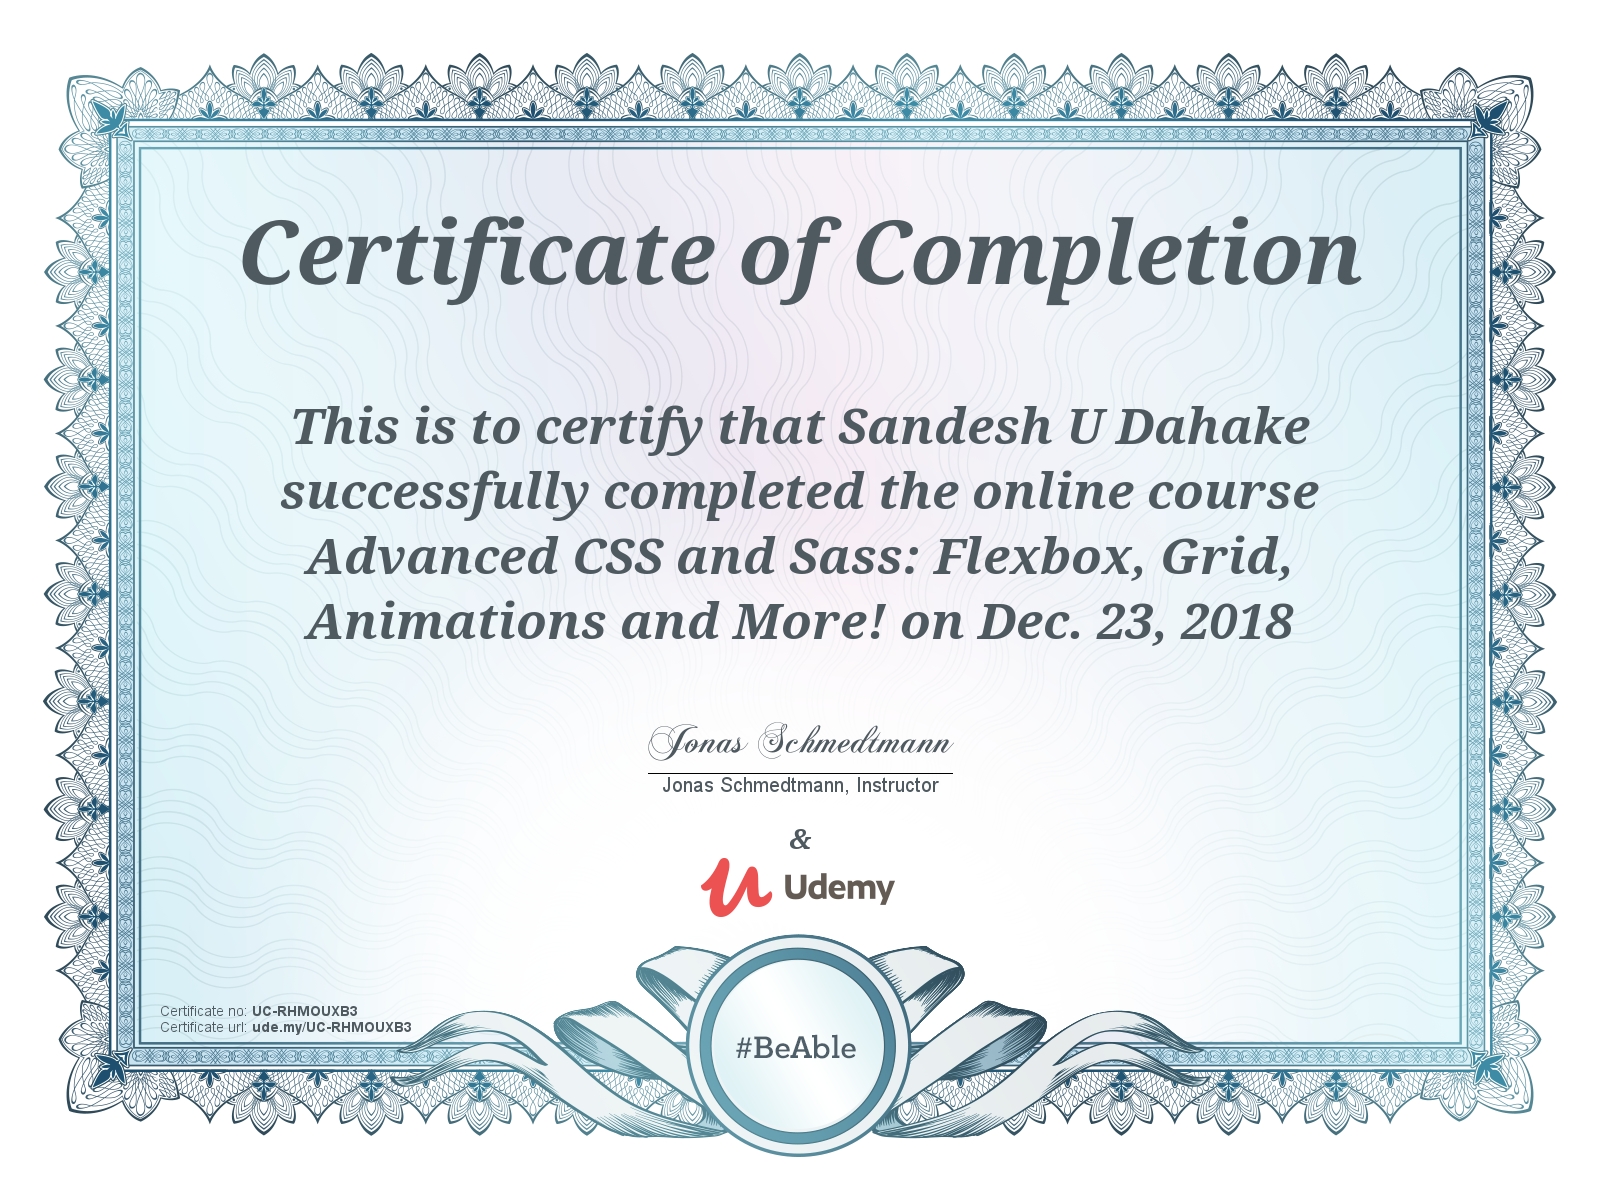 Certificate of Completion
This is to certify that Sandesh U Dahake
successfully completed the online course
Advanced CSS and Sass: Flexbox, Grid,
Animations and More! on Dec. 23, 2018
Jonas Schmedtmann
Jonas Schmedtmann, Instructor
&
Udemy
Certificate no: UC-RHMOUXB3
Certificate url: ude.my/UC-RHMOUXB3
#BeAble